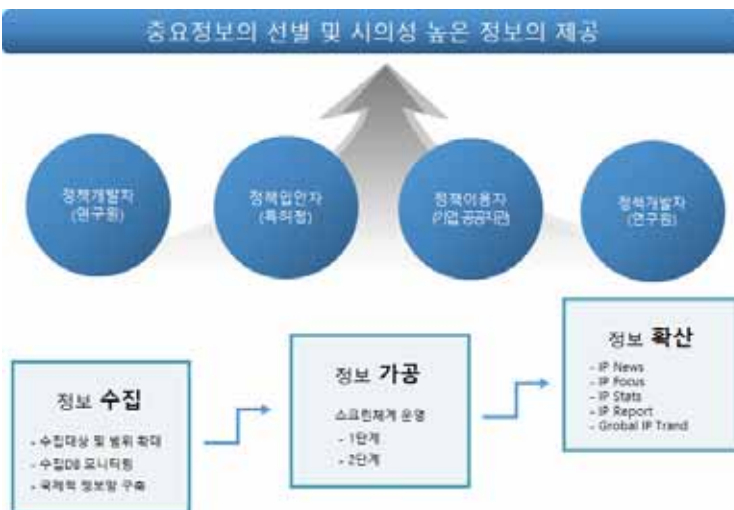 중요정보의 선별 및 시의성 높은 정보의 제공
정책개발자
(연구원)
정책입안자
(특허청)
정책이용자
(기업·공공기관)
정책개발자
(연구원)
정보 수집
- 수집대상 및 범위 확대
- 수집DB 모니터링
- 국제적 정보망 구축
정보 가공
스크린체계 운영
- 1단계
- 2단계
정보 확산
- IP News
- IP Focus
- IP Stats
- IP Report
- Grobal IP Trand